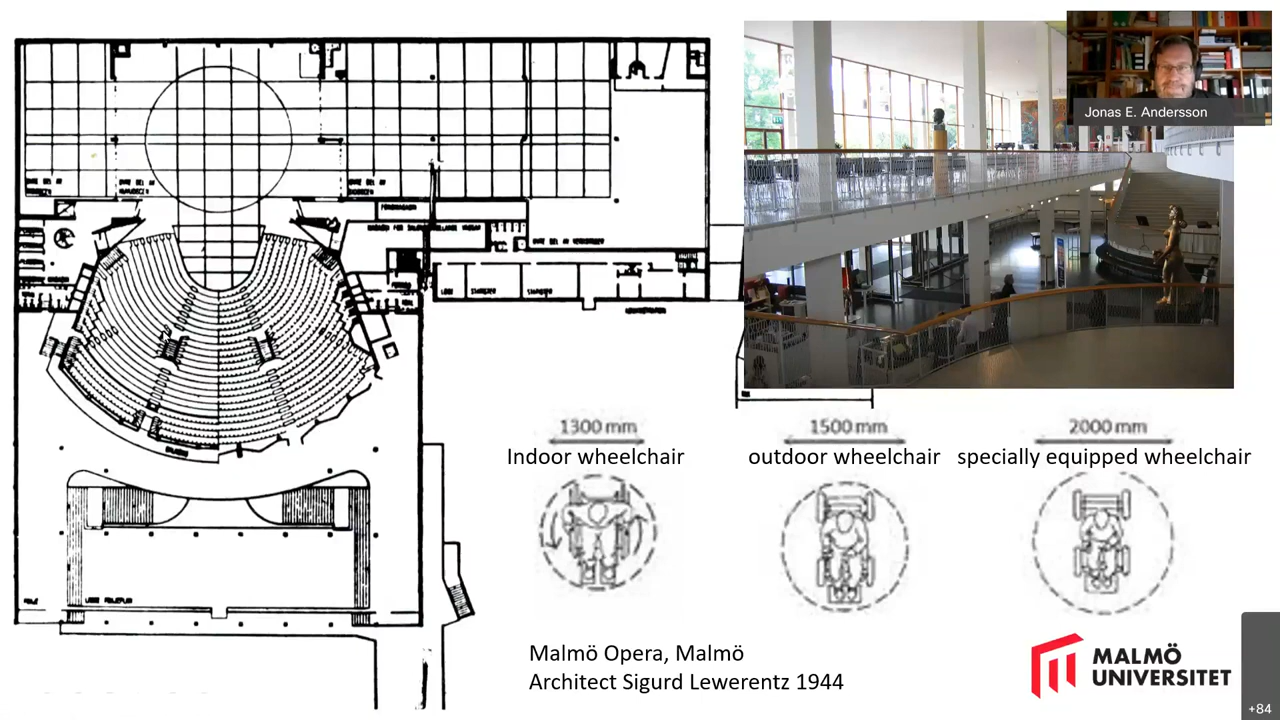 Jonas E. Andersson
1300 mm
1500 mm
2000 mm
Indoor wheelchair
outdoor wheelchair
specially equipped wheelchair
Malmö Opera, Malmö
Architect Sigurd Lewerentz 1944
MALMÖ
UNIVERSITET
+84